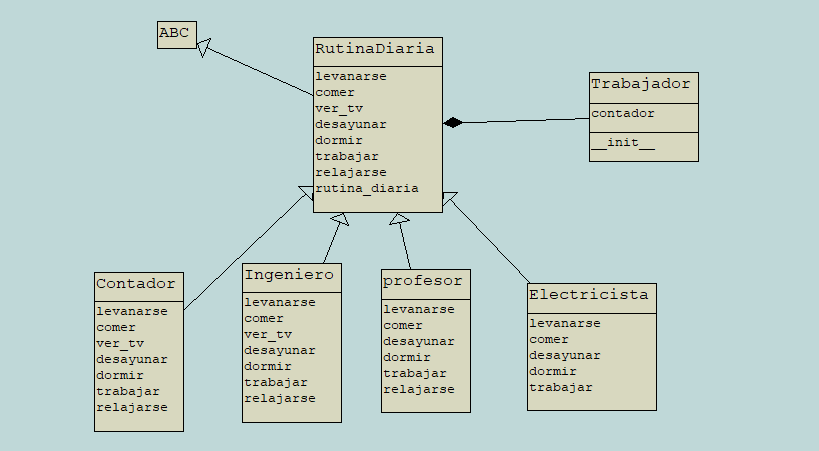 ABC
RutinaDiaria
levanarse
comer
ver_tv
desayunar
dormir
trabajar
relajarse
rutina_diaria
Trabajador
contador
__init__
Contador
levanarse
comer
ver_tv
desayunar
dormir
trabajar
relajarse
Ingeniero
levanarse
comer
ver_tv
desayunar
dormir
trabajar
relajarse
profesor
levanarse
comer
desayunar
dormir
trabajar
relajarse
Electricista
levanarse
comer
desayunar
dormir
trabajar